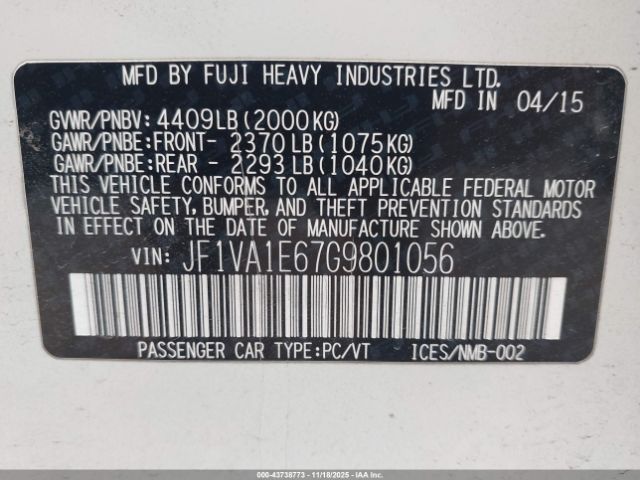 MFD BY FUJI HEAVY INDUSTRIES LTD.
MFD IN 04/15
GVWR/PNBV: 4409LB(2000KG)
GAWR/PNBE:FRONT- 2370LB(1075KG)
GAWR/PNBE:REAR - 2293LB(1040KG)
THIS VEHICLE CONFORMS TO ALL APPLICABLE FEDERAL MOTOR
VEHICLE SAFETY, BUMPER, AND THEFT PREVENTION STANDARDS
IN EFFECT ON THE DATE OF MANUFACTURE SHOWN ABOVE.
VIN: JF1VA1E67G9801056
PASSENGER CAR TYPE:PC/VT ICES/NMB-002
000-43738773 - 11/18/2025 - IAAI.CA